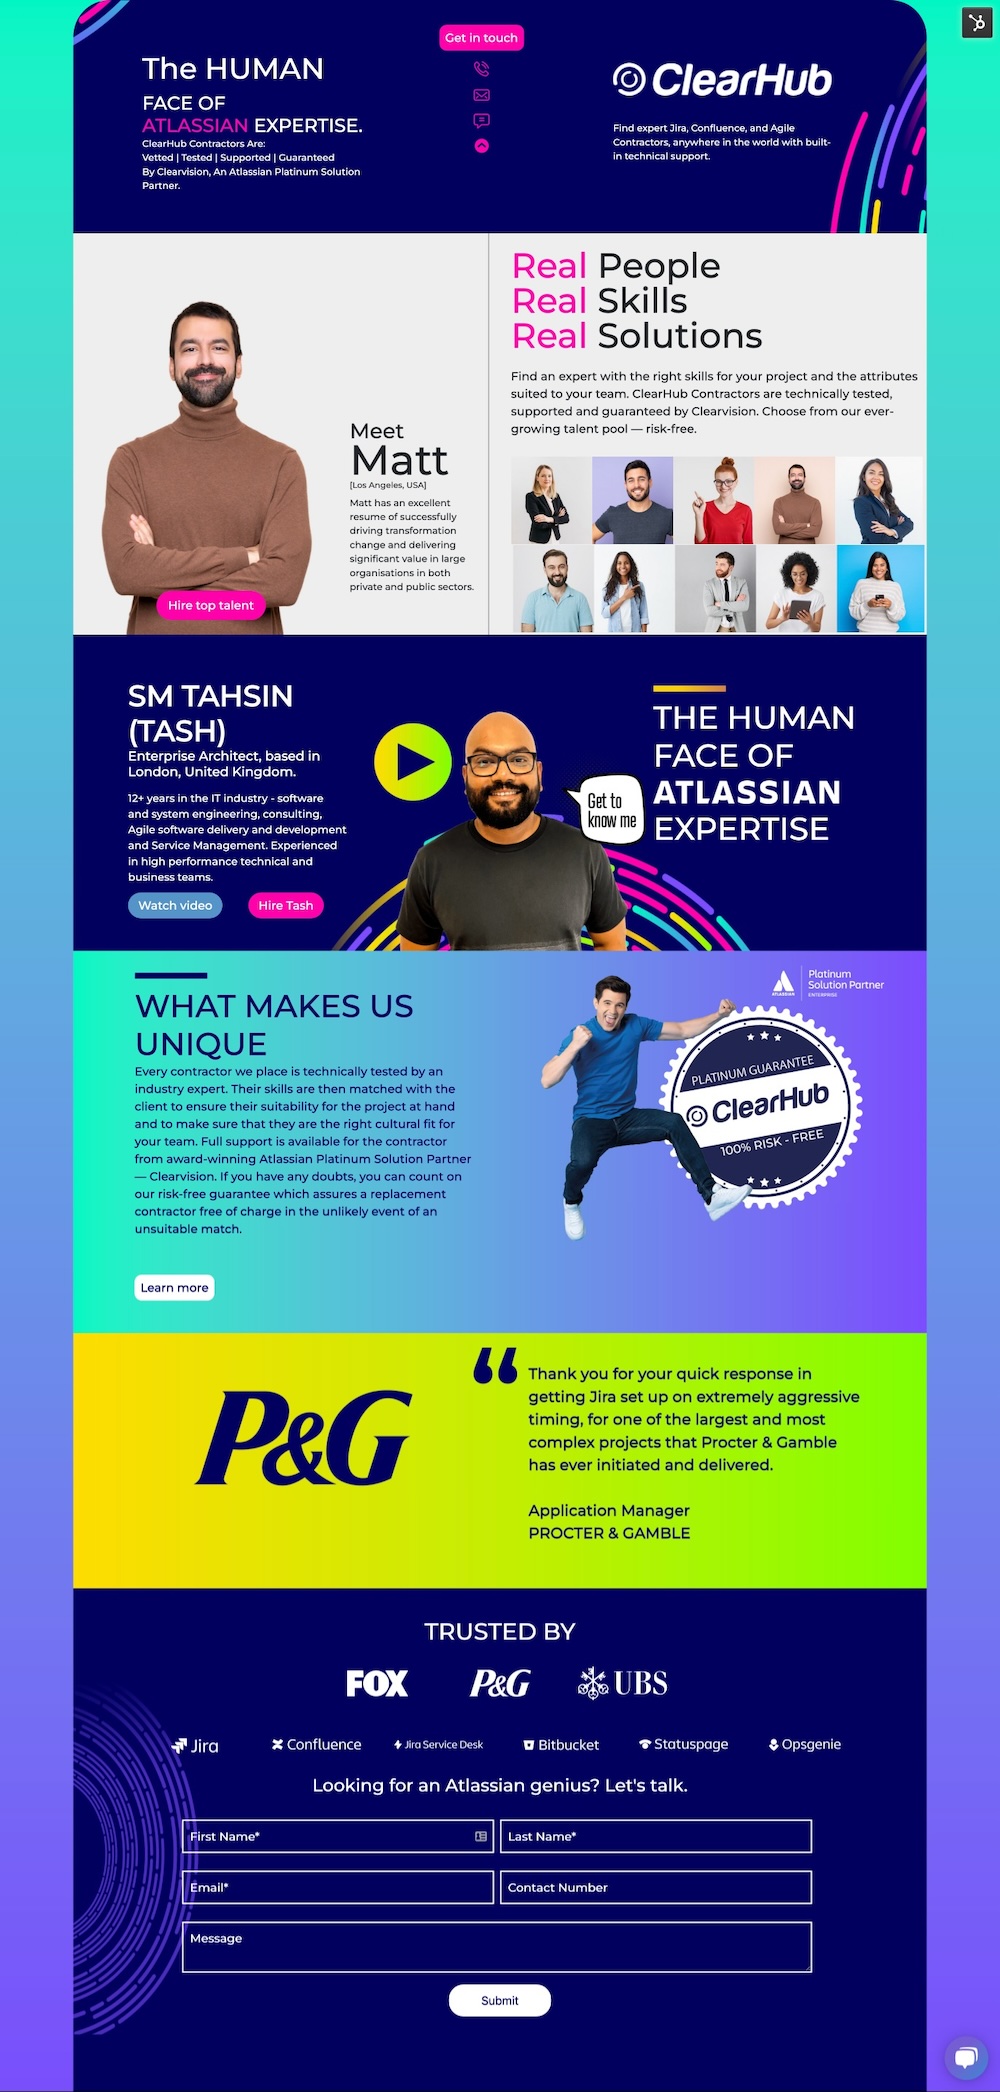 Get in touch
The HUMAN
FACE OF
ATLASSIAN EXPERTISE.
ClearHub Contractors Are:
Vetted | Tested | Supported | Guaranteed
By Clearvision, An Atlassian Platinum Solution
Partner.
ClearHub
Find expert Jira, Confluence, and Agile
Contractors, anywhere in the world with built-
in technical support.
Meet
Matt
[Los Angeles, USA]
Matt has an excellent
resume of successfully
driving transformation
change and delivering
significant value in large
organisations in both
private and public sectors.
Hire top talent
Real People
Real Skills
Real Solutions
Find an expert with the right skills for your project and the attributes
suited to your team. ClearHub Contractors are technically tested,
supported and guaranteed by Clearvision. Choose from our ever-
growing talent pool — risk-free.
SM TAHSIN
(TASH)
Enterprise Architect, based in
London, United Kingdom.
12+ years in the IT industry - software
and system engineering, consulting,
Agile software delivery and development
and Service Management. Experienced
in high performance technical and
business teams.
Watch video
Hire Tash
Get to
know me
THE HUMAN
FACE OF
ATLASSIAN
EXPERTISE
WHAT MAKES US
UNIQUE
Every contractor we place is technically tested by an
industry expert. Their skills are then matched with the
client to ensure their suitability for the project at hand
and to make sure that they are the right cultural fit for
your team. Full support is available for the contractor
from award-winning Atlassian Platinum Solution Partner
— Clearvision. If you have any doubts, you can count on
our risk-free guarantee which assures a replacement
contractor free of charge in the unlikely event of an
unsuitable match.
Learn more
ATLASSIAN
Platinum
Solution Partner
ENTERPRISE
PLATINUM GUARANTEE
ClearHub
100% RISK - FREE
P&G
“
Thank you for your quick response in
getting Jira set up on extremely aggressive
timing, for one of the largest and most
complex projects that Procter & Gamble
has ever initiated and delivered.
Application Manager
PROCTER & GAMBLE
TRUSTED BY
FOX P&G UBS
Jira Confluence Jira Service Desk Bitbucket Statuspage Opsgenie
Looking for an Atlassian genius? Let's talk.
First Name* Last Name*
Email* Contact Number
Message
Submit